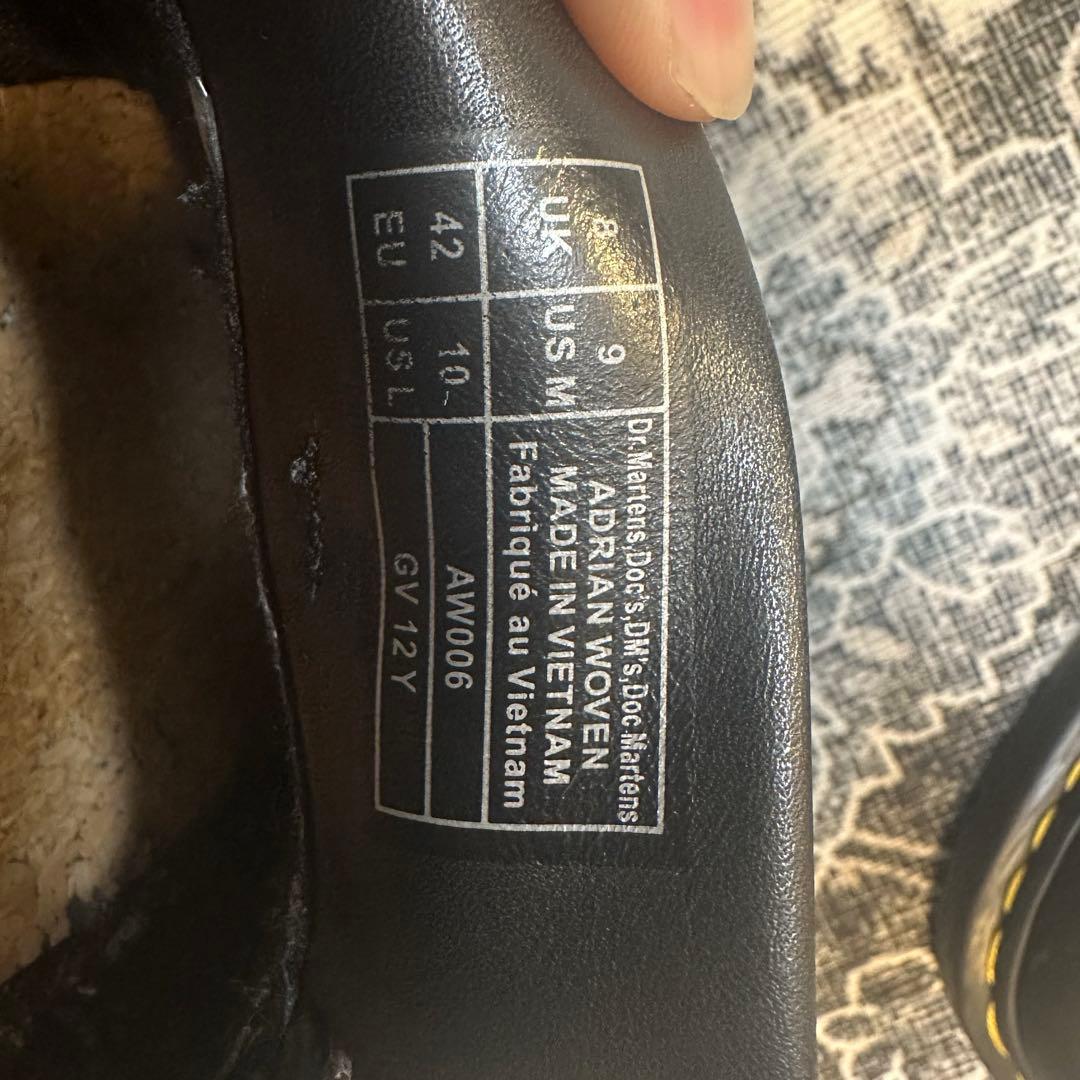 Dr.Martens,Doc's,DM's,Doc Martens
ADRIAN WOVEN
MADE IN VIETNAM
Fabriqué au Vietnam
8 9
UK US M
42 10
EU US L
AW006
GV 12 Y